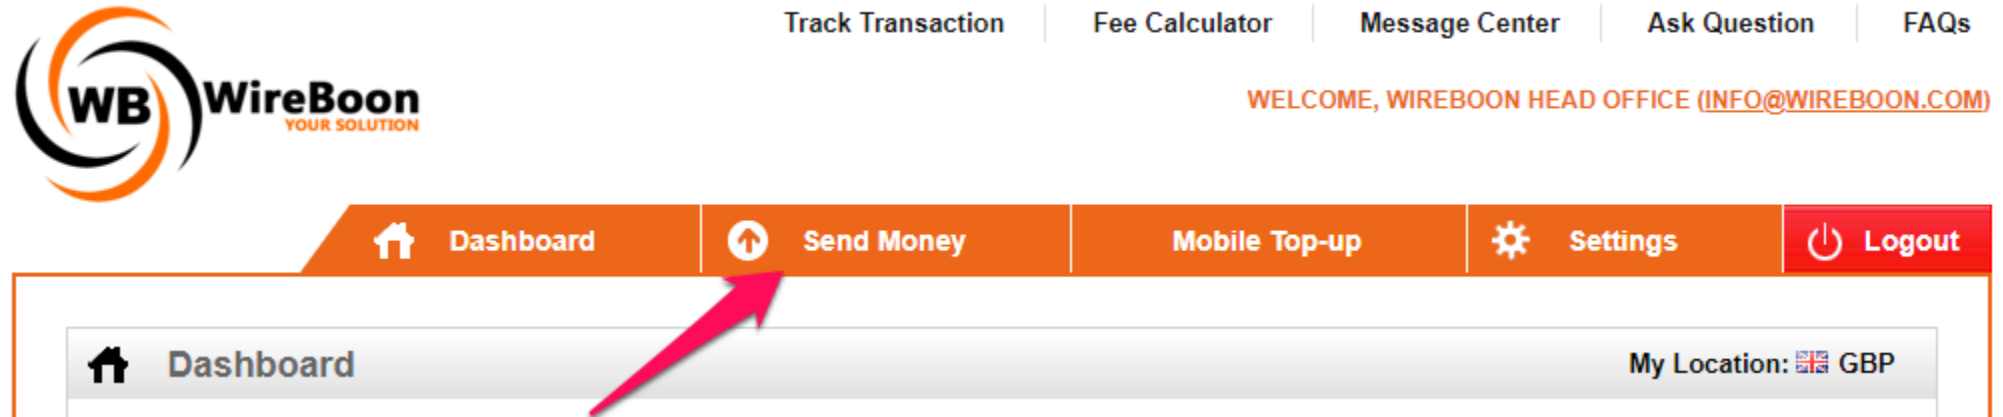 Track Transaction Fee Calculator Message Center Ask Question FAQs
WB WireBoon
YOUR SOLUTION
WELCOME, WIREBOON HEAD OFFICE (INFO@WIREBOON.COM)
Dashboard Send Money Mobile Top-up Settings Logout
Dashboard My Location: GBP